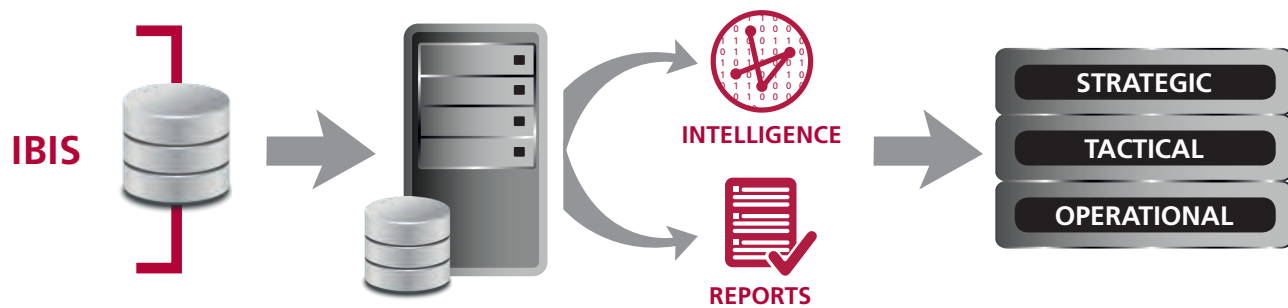 IBIS
INTELLIGENCE
REPORTS
STRATEGIC
TACTICAL
OPERATIONAL